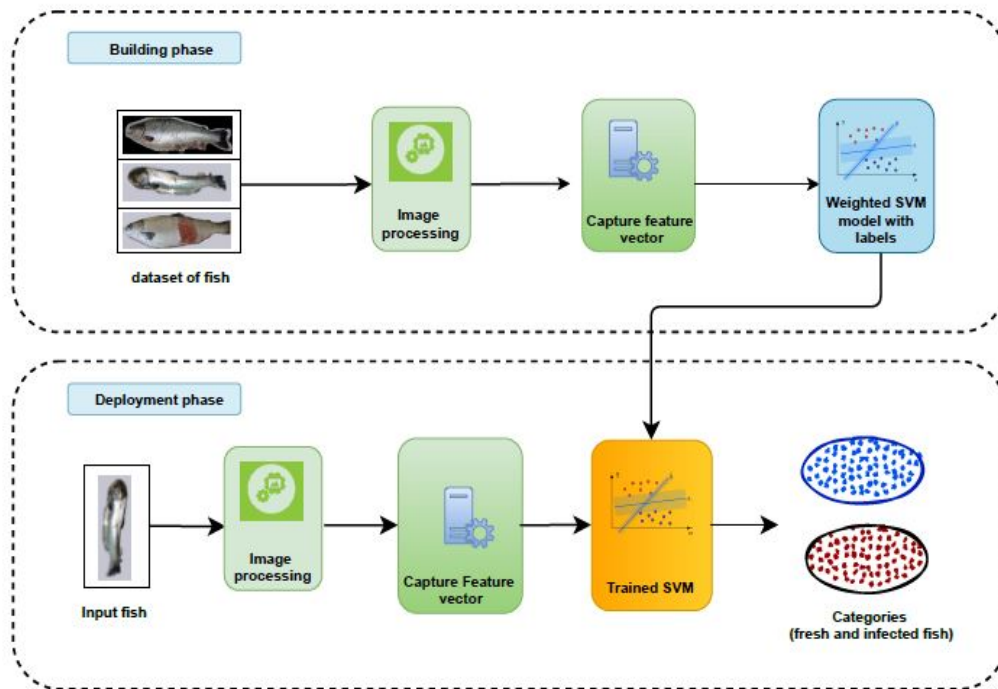 Building phase
dataset of fish
Image
processing
Capture feature
vector
Weighted SVM
model with
labels
Deployment phase
Input fish
Image
processing
Capture Feature
vector
Trained SVM
Categories
(fresh and infected fish)